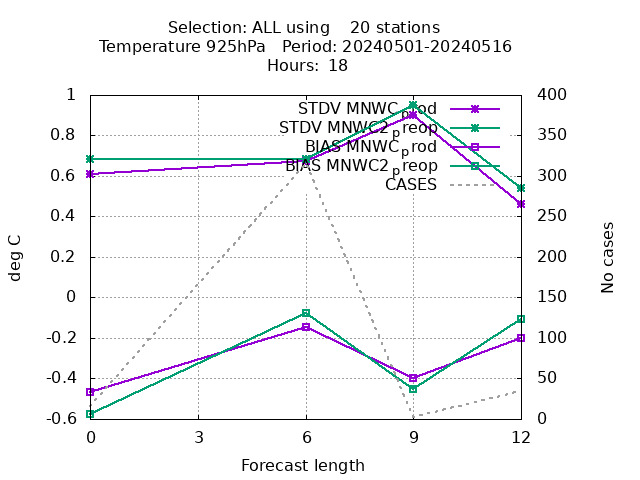 Selection: ALL using    20 stations
Temperature 925hPa   Period: 20240501-20240516
Hours:  18
1
0.8
0.6
0.4
0.2
0
-0.2
-0.4
-0.6
400
350
300
250
200
150
100
50
0
STDV MNWC_prod
STDV MNWC2_preop
BIAS MNWC_prod
BIAS MNWC2_preop
CASES
deg C
No cases
0 3 6 9 12
Forecast length